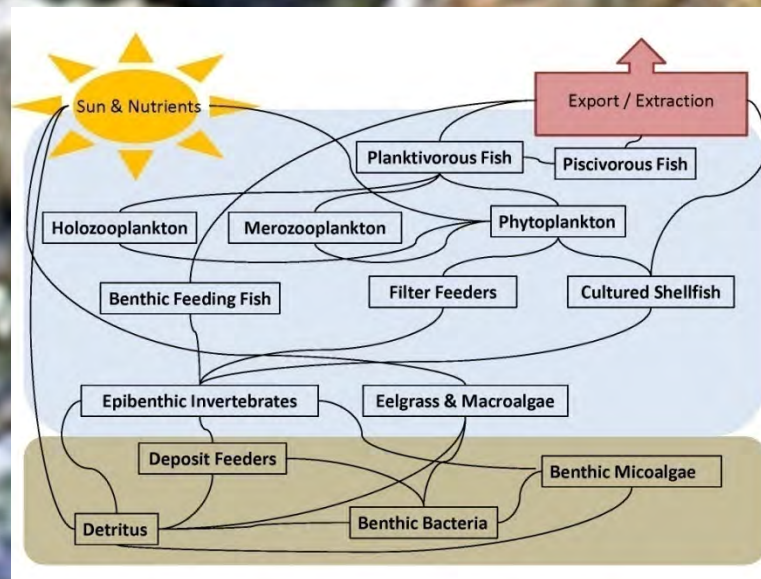 Sun & Nutrients
Export / Extraction
Planktivorous Fish
Piscivorous Fish
Holozooplankton
Merozooplankton
Phytoplankton
Benthic Feeding Fish
Filter Feeders
Cultured Shellfish
Epibenthic Invertebrates
Eelgrass & Macroalgae
Deposit Feeders
Benthic Micoalgae
Detritus
Benthic Bacteria